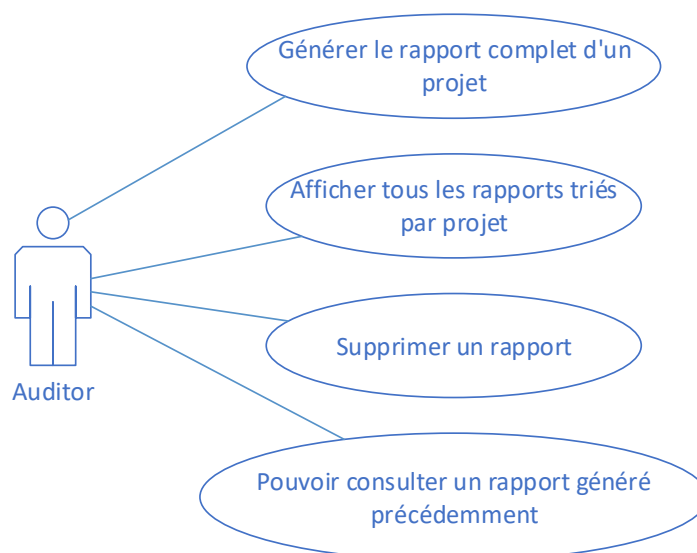 Générer le rapport complet d'un
projet
Afficher tous les rapports triés
par projet
Supprimer un rapport
Auditor
Pouvoir consulter un rapport généré
précédemment